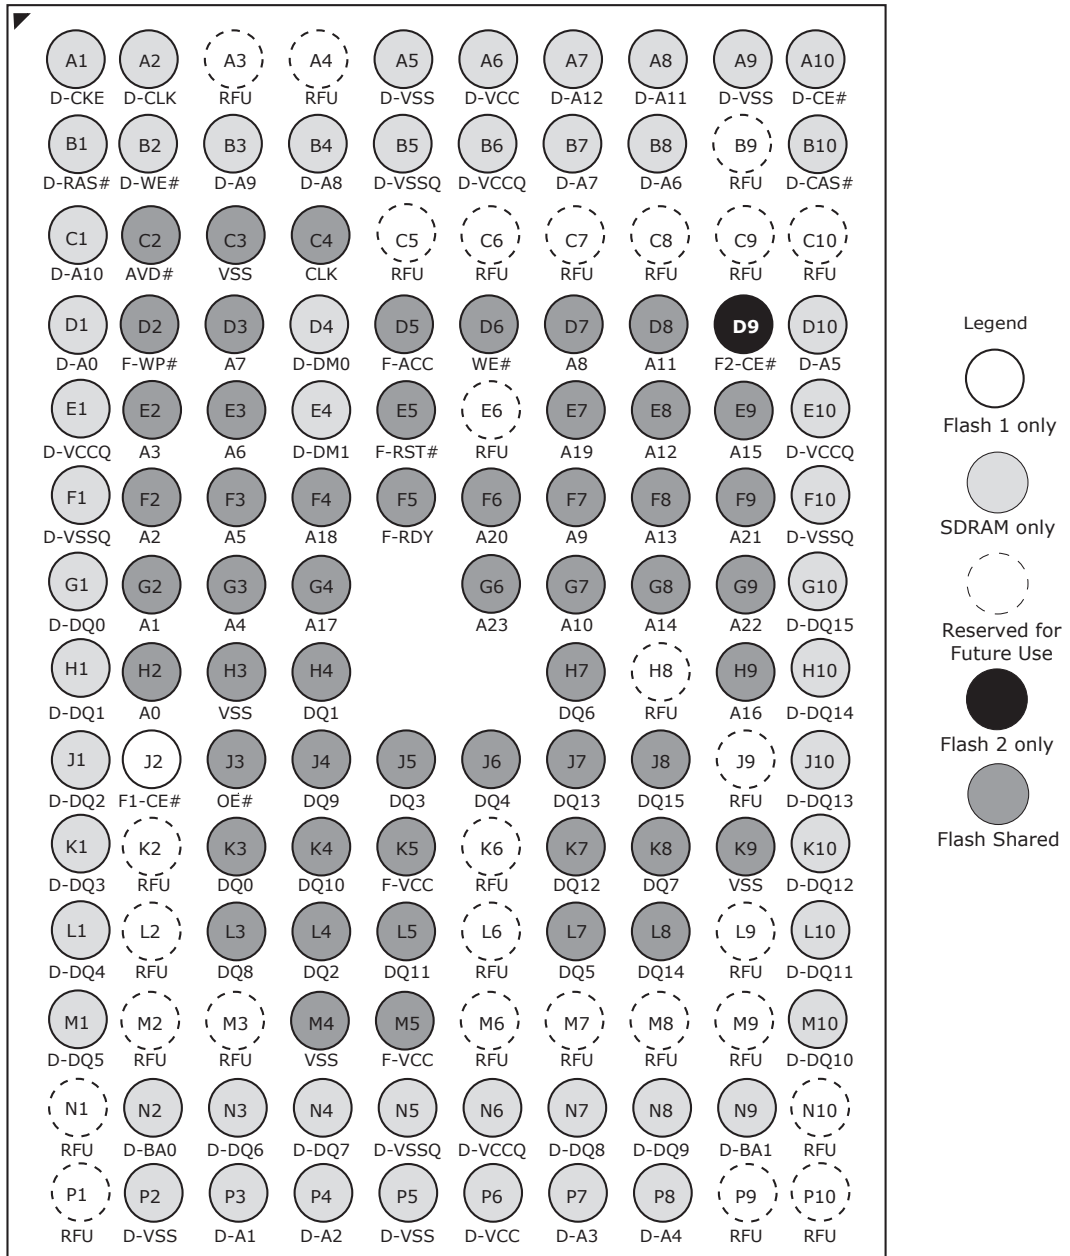 A1 A2 A3 A4 A5 A6 A7 A8 A9 A10
D-CKE D-CLK RFU RFU D-VSS D-VCC D-A12 D-A11 D-VSS D-CE#
B1 B2 B3 B4 B5 B6 B7 B8 B9 B10
D-RAS# D-WE# D-A9 D-A8 D-VSSQ D-VCCQ D-A7 D-A6 RFU D-CAS#
C1 C2 C3 C4 C5 C6 C7 C8 C9 C10
D-A10 AVD# VSS CLK RFU RFU RFU RFU RFU RFU
D1 D2 D3 D4 D5 D6 D7 D8 D9 D10
D-A0 F-WP# A7 D-DM0 F-ACC WE# A8 A11 F2-CE# D-A5
E1 E2 E3 E4 E5 E6 E7 E8 E9 E10
D-VCCQ A3 A6 D-DM1 F-RST# RFU A19 A12 A15 D-VCCQ
F1 F2 F3 F4 F5 F6 F7 F8 F9 F10
D-VSSQ A2 A5 A18 F-RDY A20 A9 A13 A21 D-VSSQ
G1 G2 G3 G4 G6 G7 G8 G9 G10
D-DQ0 A1 A4 A17 A23 A10 A14 A22 D-DQ15
H1 H2 H3 H4 H7 H8 H9 H10
D-DQ1 A0 VSS DQ1 DQ6 RFU A16 D-DQ14
J1 J2 J3 J4 J5 J6 J7 J8 J9 J10
D-DQ2 F1-CE# OE# DQ9 DQ3 DQ4 DQ13 DQ15 RFU D-DQ13
K1 K2 K3 K4 K5 K6 K7 K8 K9 K10
D-DQ3 RFU DQ0 DQ10 F-VCC RFU DQ12 DQ7 VSS D-DQ12
L1 L2 L3 L4 L5 L6 L7 L8 L9 L10
D-DQ4 RFU DQ8 DQ2 DQ11 RFU DQ5 DQ14 RFU D-DQ11
M1 M2 M3 M4 M5 M6 M7 M8 M9 M10
D-DQ5 RFU RFU VSS F-VCC RFU RFU RFU RFU D-DQ10
N1 N2 N3 N4 N5 N6 N7 N8 N9 N10
RFU D-BA0 D-DQ6 D-DQ7 D-VSSQ D-VCCQ D-DQ8 D-DQ9 D-BA1 RFU
P1 P2 P3 P4 P5 P6 P7 P8 P9 P10
RFU D-VSS D-A1 D-A2 D-VSS D-VCC D-A3 D-A4 RFU RFU
Legend
Flash 1 only
SDRAM only
Reserved for
Future Use
Flash 2 only
Flash Shared